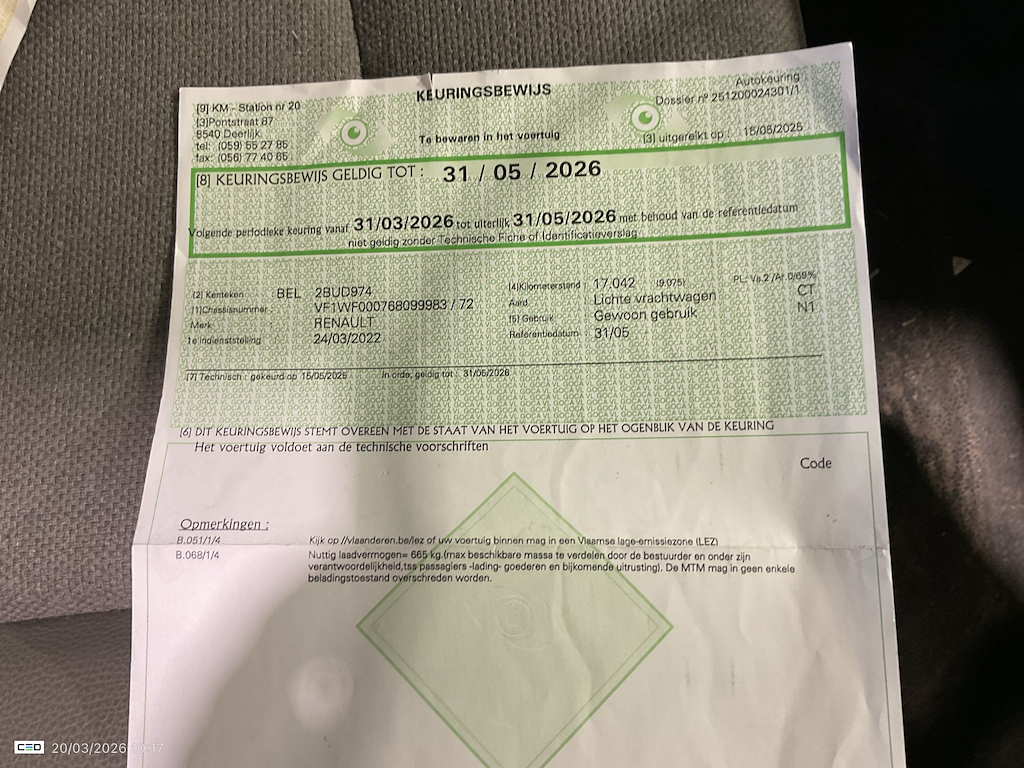 KEURINGSBEWIJS
Te bewaren in het voertuig
[9] KM - Station nr 20
[3]Pontstraat 87
8540 Deerlijk
tel: (059) 55 27 85
fax: (056) 77 40 65
Autokeuring
Dossier nº 251200024301/1
[3] uitgereikt op : 15/05/2025
[8] KEURINGSBEWIJS GELDIG TOT : 31 / 05 / 2026
Volgende periodieke keuring vanaf 31/03/2026 tot uiterlijk 31/05/2026 met behoud van de referentiedatum
niet geldig zonder Technische Fiche of Identificatieverslag
[2] Kenteken : BEL 2BUD974
[1]Chassisnummer : VF1WF000768099983 / 72
Merk : RENAULT
1e indienststelling : 24/03/2022
[4]Kilometerstand : 17.042 (9.075)
Aard : Lichte vrachtwagen
[5] Gebruik : Gewoon gebruik
Referentiedatum : 31/05
PL: Va.2 /Ar.0/69%
CT
N1
[7] Technisch : gekeurd op 15/05/2025 In orde, geldig tot : 31/05/2026
[6] DIT KEURINGSBEWIJS STEMT OVEREEN MET DE STAAT VAN HET VOERTUIG OP HET OGENBLIK VAN DE KEURING
Het voertuig voldoet aan de technische voorschriften
Code
Opmerkingen :
B.051/1/4 Kijk op //vlaanderen.be/lez of uw voertuig binnen mag in een Vlaamse lage-emissiezone (LEZ)
B.068/1/4 Nuttig laadvermogen= 665 kg.(max beschikbare massa te verdelen door de bestuurder en onder zijn
verantwoordelijkheid,tss passagiers -lading- goederen en bijkomende uitrusting). De MTM mag in geen enkele
beladingstoestand overschreden worden.
CEO 20/03/2026